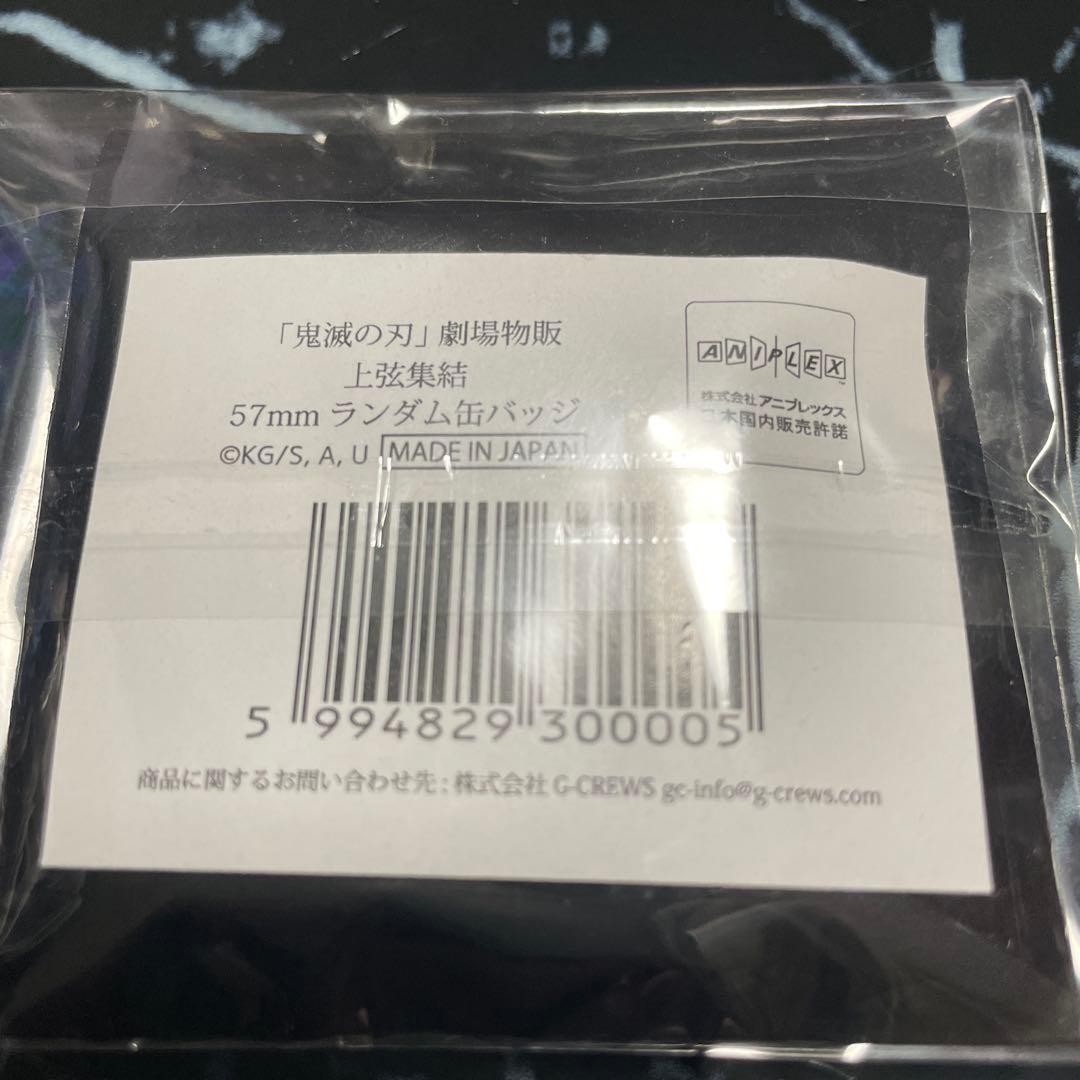 「鬼滅の刃」劇場物販
上弦集結
57mm ランダム缶バッジ
©KG/S, A, U MADE IN JAPAN
ANIPLEX
株式会社アニプレックス
日本国内販売許諾
5 994829 300005
商品に関するお問い合わせ先 : 株式会社 G-CREWS gc-info@g-crews.com